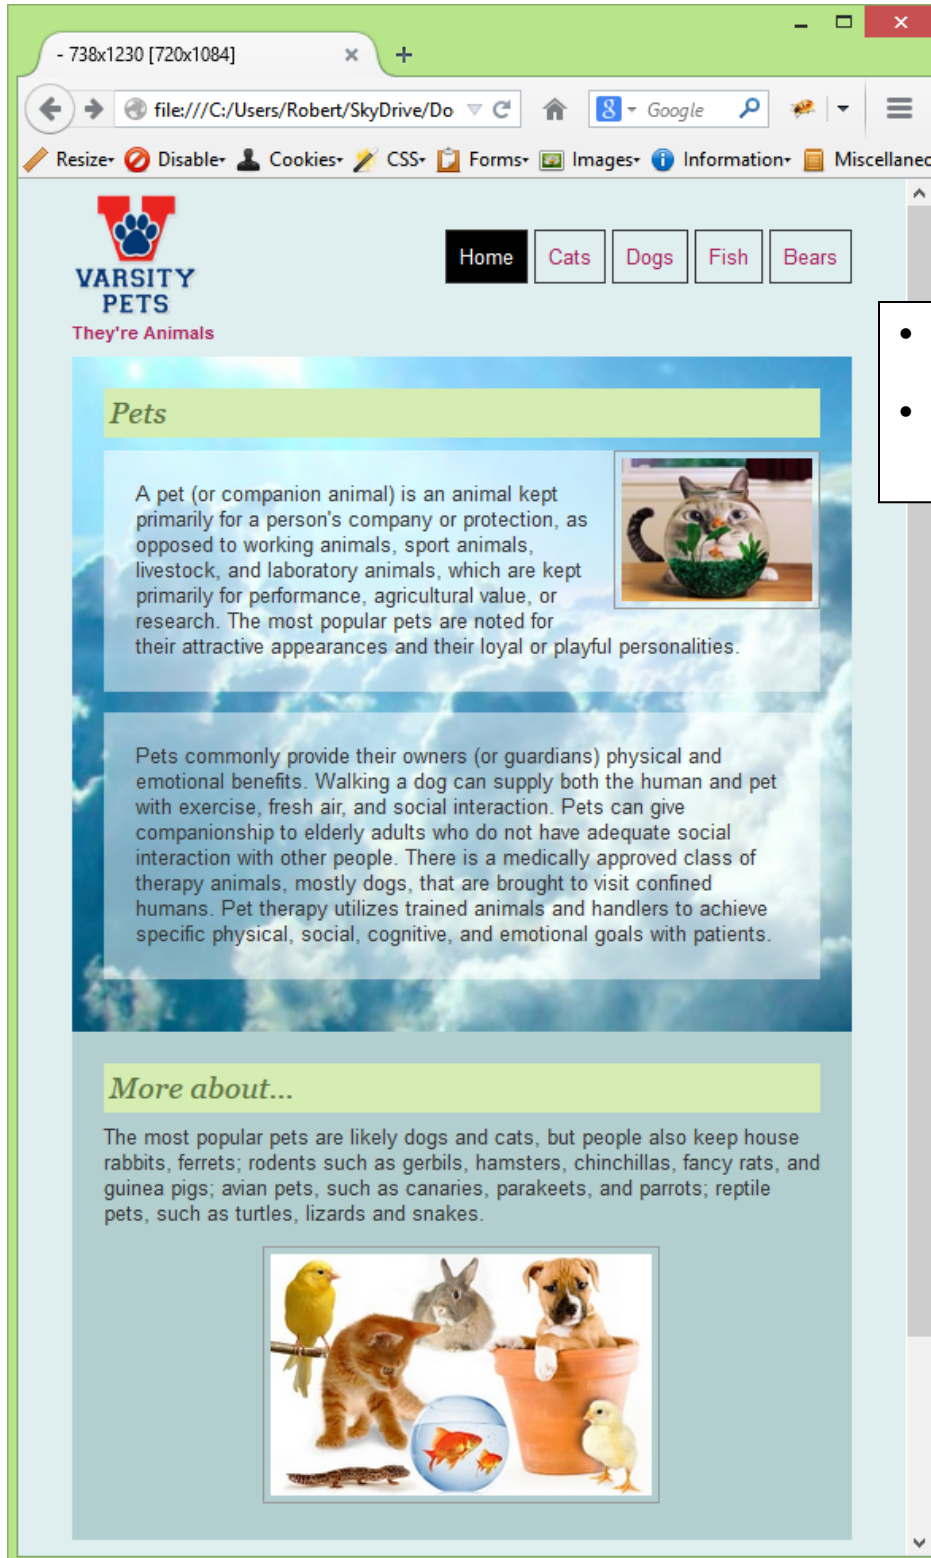 - 738x1230 [720x1084]
file:///C:/Users/Robert/SkyDrive/Do
8 Google
Resize Disable Cookies CSS Forms Images Information Miscellanec
VARSITY
PETS
They're Animals
Home Cats Dogs Fish Bears
Pets
A pet (or companion animal) is an animal kept
primarily for a person's company or protection, as
opposed to working animals, sport animals,
livestock, and laboratory animals, which are kept
primarily for performance, agricultural value, or
research. The most popular pets are noted for
their attractive appearances and their loyal or playful personalities.
Pets commonly provide their owners (or guardians) physical and
emotional benefits. Walking a dog can supply both the human and pet
with exercise, fresh air, and social interaction. Pets can give
companionship to elderly adults who do not have adequate social
interaction with other people. There is a medically approved class of
therapy animals, mostly dogs, that are brought to visit confined
humans. Pet therapy utilizes trained animals and handlers to achieve
specific physical, social, cognitive, and emotional goals with patients.
More about...
The most popular pets are likely dogs and cats, but people also keep house
rabbits, ferrets; rodents such as gerbils, hamsters, chinchillas, fancy rats, and
guinea pigs; avian pets, such as canaries, parakeets, and parrots; reptile
pets, such as turtles, lizards and snakes.